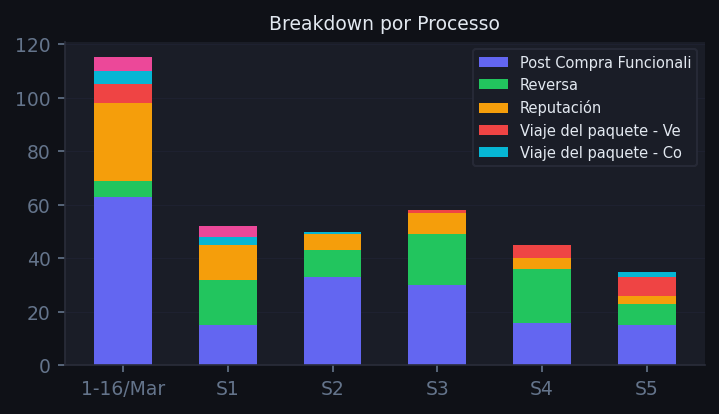 Breakdown por Processo
120
100
80
60
40
20
0
Post Compra Funcionali
Reversa
Reputación
Viaje del paquete - Ve
Viaje del paquete - Co
1-16/Mar S1 S2 S3 S4 S5